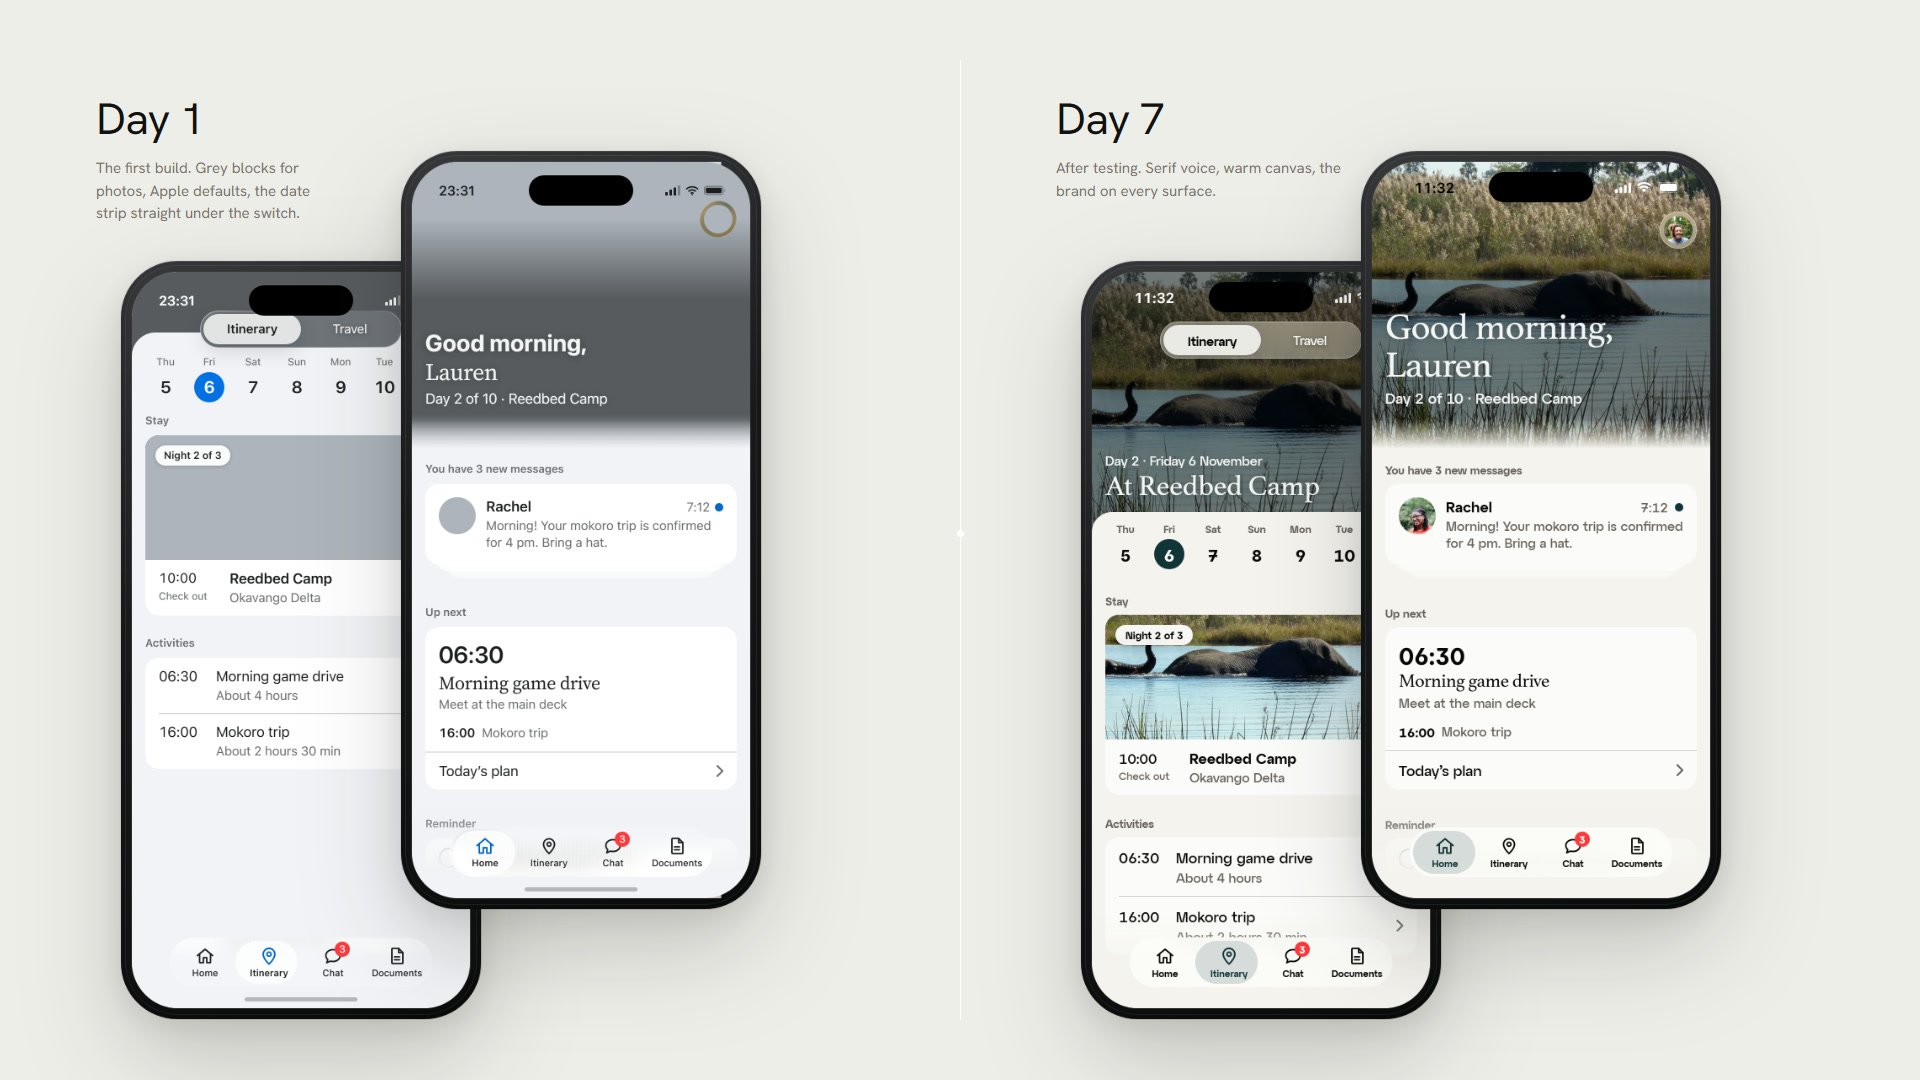 Day 1
The first build. Grey blocks for
photos, Apple defaults, the date
strip straight under the switch.
23:31
Itinerary
Travel
Thu Fri Sat Sun Mon Tue
5 6 7 8 9 10
Stay
Night 2 of 3
10:00 Reedbed Camp
Check out Okavango Delta
Activities
06:30 Morning game drive
About 4 hours
16:00 Mokoro trip
About 2 hours 30 min
3
Home Itinerary Chat Documents
23:31
Good morning,
Lauren
Day 2 of 10 · Reedbed Camp
You have 3 new messages
Rachel 7:12
Morning! Your mokoro trip is confirmed
for 4 pm. Bring a hat.
Up next
06:30
Morning game drive
Meet at the main deck
16:00 Mokoro trip
Today's plan
Reminder
3
Home Itinerary Chat Documents
Day 7
After testing. Serif voice, warm canvas, the
brand on every surface.
11:32
Itinerary
Travel
Day 2 · Friday 6 November
At Reedbed Camp
Thu Fri Sat Sun Mon Tue
5 6 7 8 9 10
Stay
Night 2 of 3
10:00 Reedbed Camp
Check out Okavango Delta
Activities
06:30 Morning game drive
About 4 hours
16:00 Mokoro trip
About 2 hours 30 min
3
Home Itinerary Chat Documents
11:32
Good morning,
Lauren
Day 2 of 10 · Reedbed Camp
You have 3 new messages
Rachel 7:12
Morning! Your mokoro trip is confirmed
for 4 pm. Bring a hat.
Up next
06:30
Morning game drive
Meet at the main deck
16:00 Mokoro trip
Today's plan
Reminder
3
Home Itinerary Chat Documents